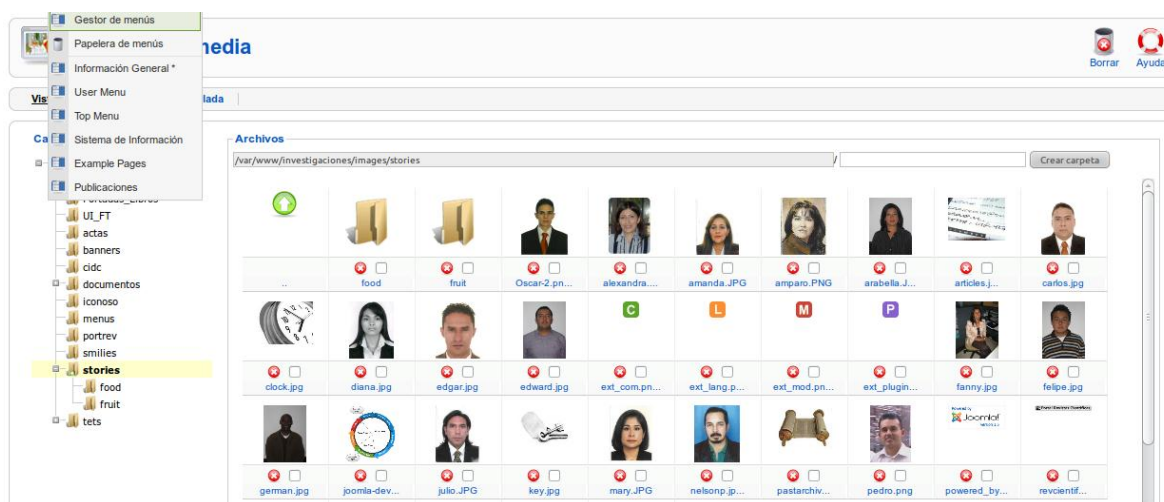 Gestor de menús
Papelera de menús
Información General *
User Menu
Top Menu
Sistema de Información
Example Pages
Publicaciones
nedia
Borrar
Ayuda
Vis
lada
Ca
UI_FT
actas
banners
cidc
documentos
iconoso
menus
portrev
smilies
stories
food
fruit
tets
Archivos
/var/www/investigaciones/images/stories
/
Crear carpeta
..
food
fruit
Oscar-2.pn...
alexandra....
amanda.JPG
amparo.PNG
arabella.J...
articles.j...
carlos.jpg
C
L
M
P
clock.jpg
diana.jpg
edgar.jpg
edward.jpg
ext_com.pn...
ext_lang.p...
ext_mod.pn...
ext_plugin...
fanny.jpg
felipe.jpg
Joomla!
german.jpg
joomla-dev...
julio.JPG
key.jpg
mary.JPG
nelsonp.jp...
pastarchiv...
pedro.png
powered_by...
revcientif...